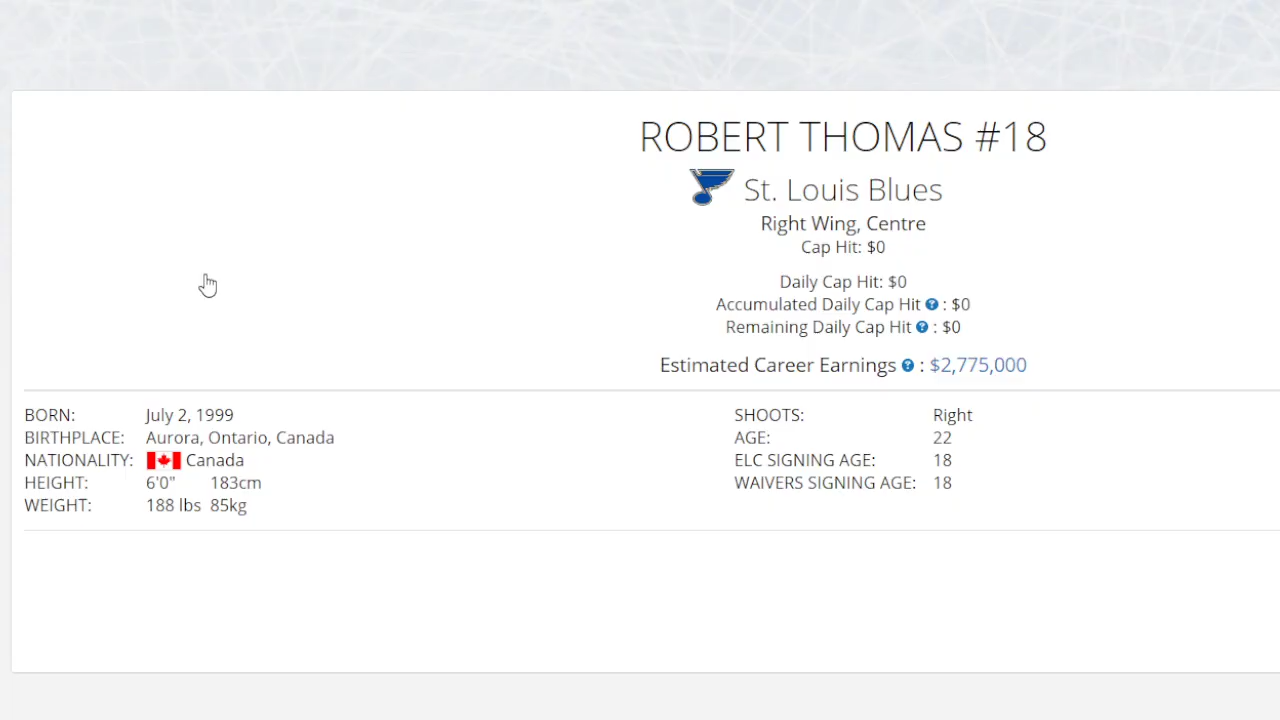 ROBERT THOMAS #18
St. Louis Blues
Right Wing, Centre
Cap Hit: $0
Daily Cap Hit: $0
Accumulated Daily Cap Hit ? : $0
Remaining Daily Cap Hit ? : $0
Estimated Career Earnings ? : $2,775,000
BORN: July 2, 1999
BIRTHPLACE: Aurora, Ontario, Canada
NATIONALITY: Canada
HEIGHT: 6'0" 183cm
WEIGHT: 188 lbs 85kg
SHOOTS: Right
AGE: 22
ELC SIGNING AGE: 18
WAIVERS SIGNING AGE: 18